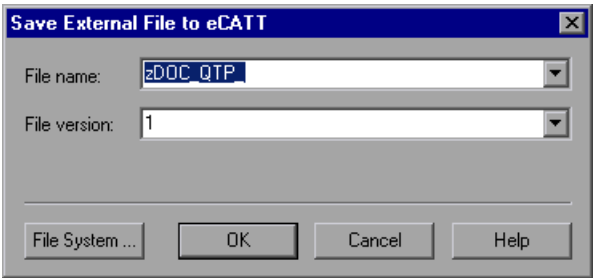 Save External File to eCATT
File name: zDOC_QTP_
File version: 1
File System ... OK Cancel Help